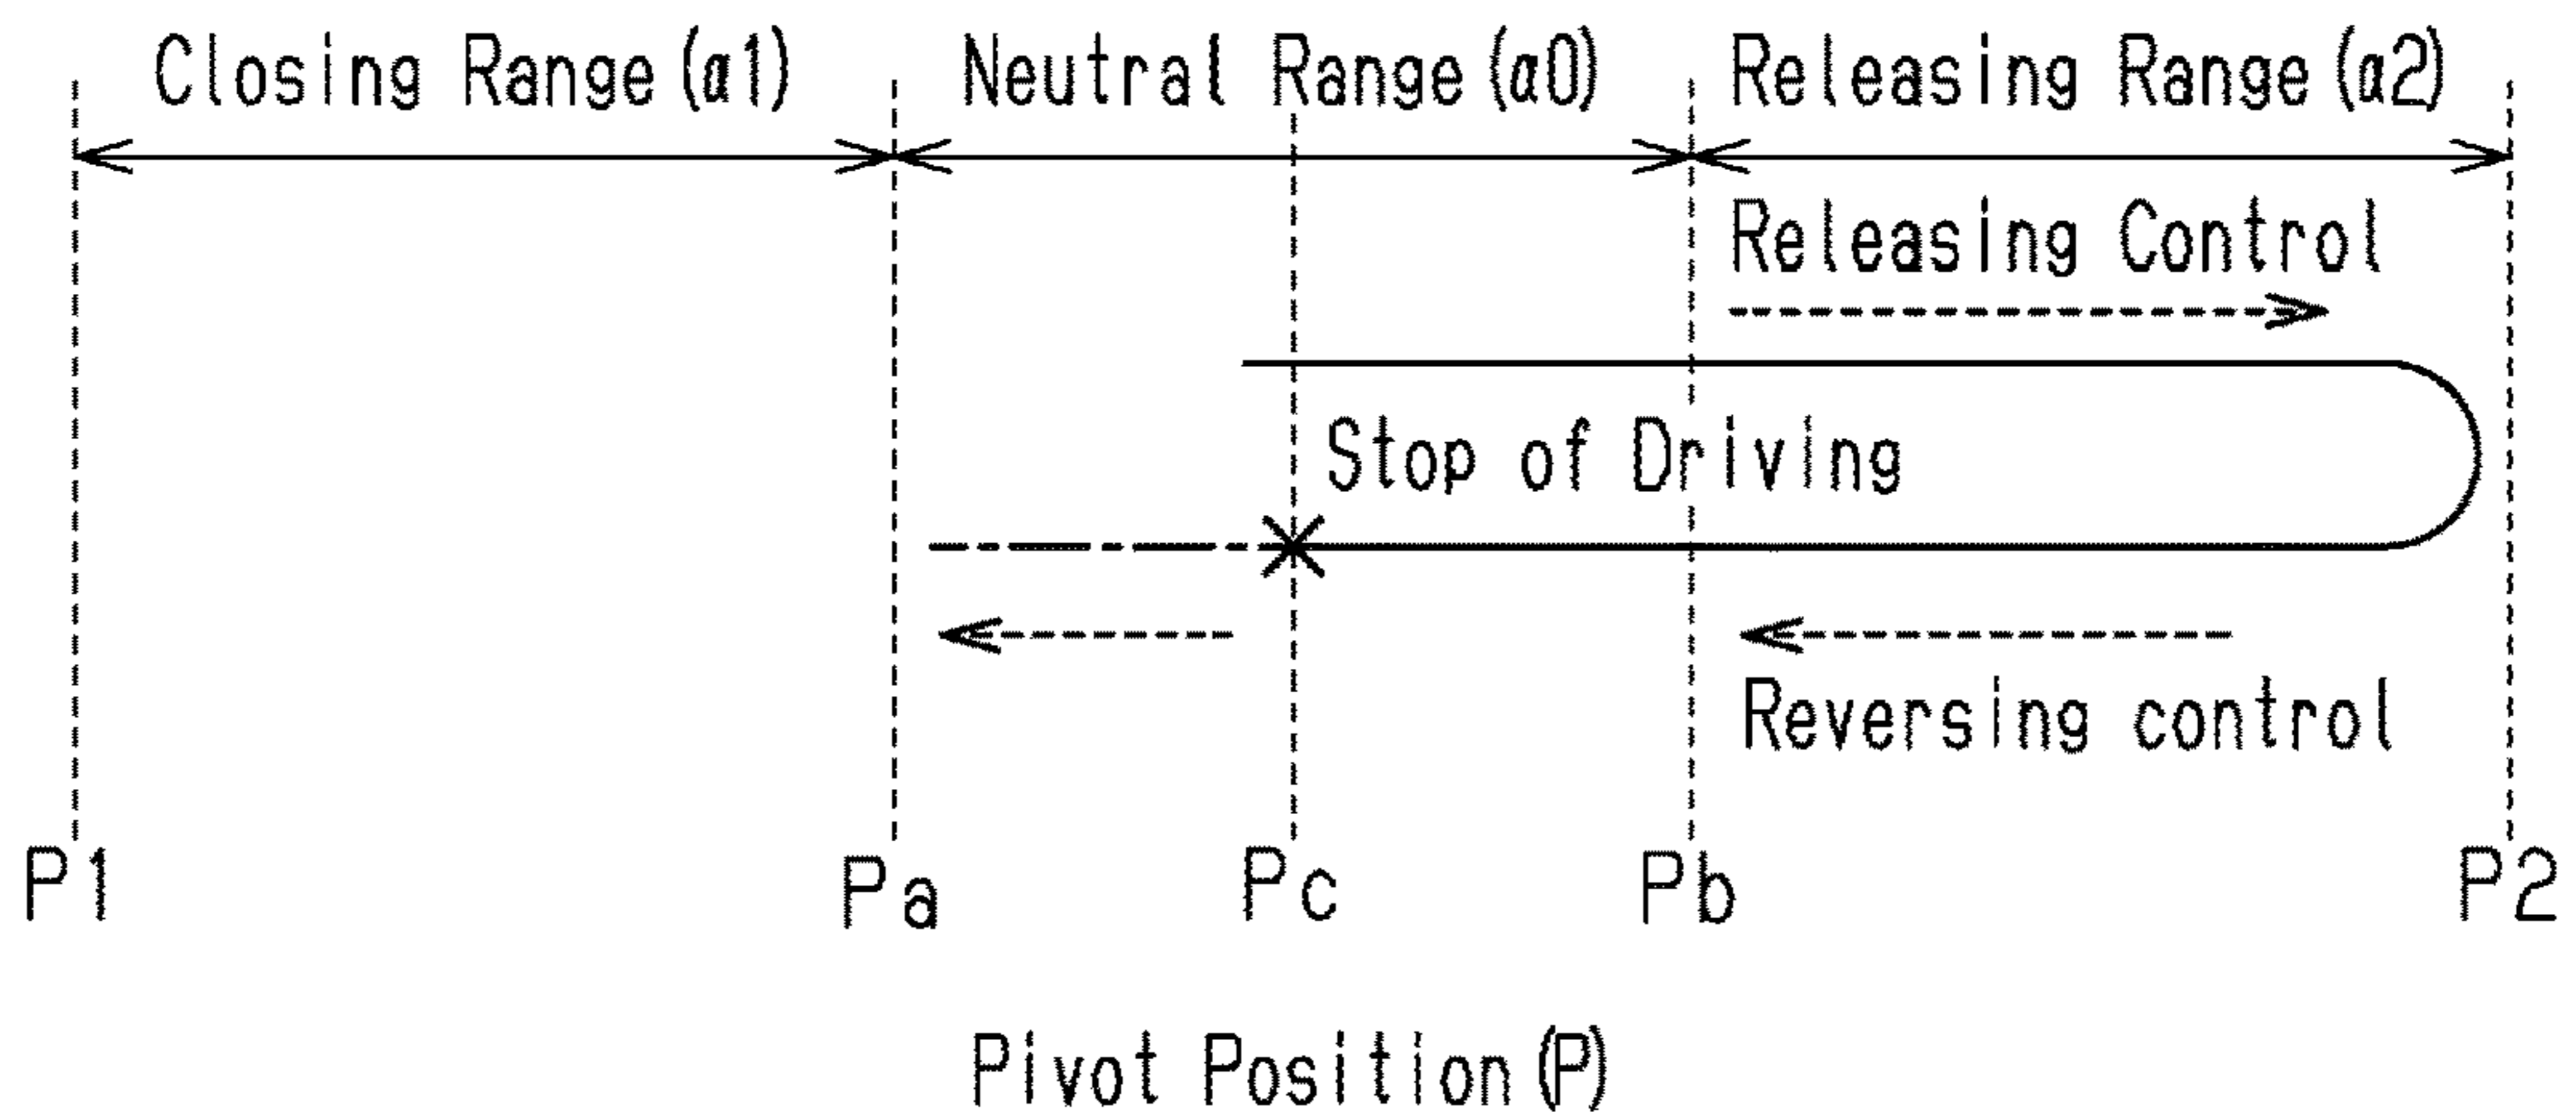 Closing Range (α1) Neutral Range (α0) Releasing Range (α2)
Releasing Control
Stop of Driving
Reversing control
P1 Pa Pc Pb P2
Pivot Position (P)